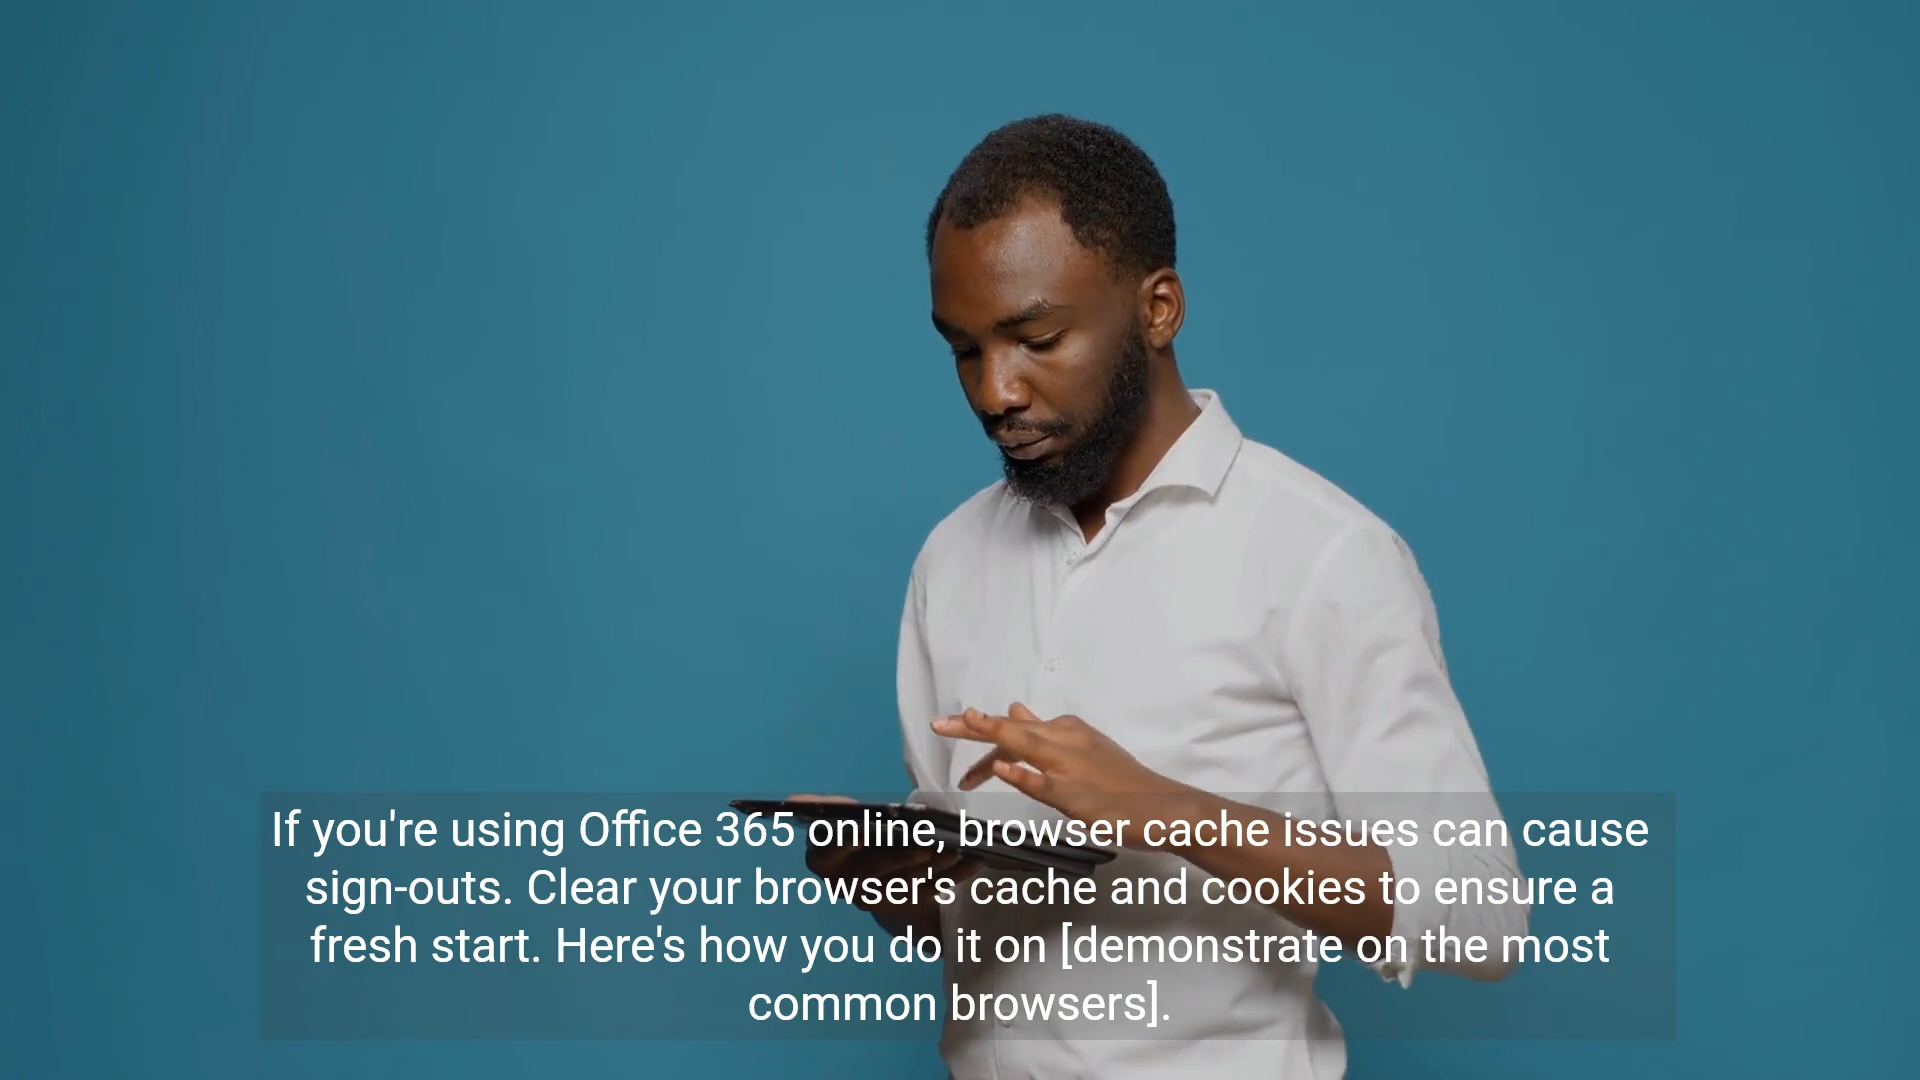 If you're using Office 365 online, browser cache issues can cause
sign-outs. Clear your browser's cache and cookies to ensure a
fresh start. Here's how you do it on [demonstrate on the most
common browsers].